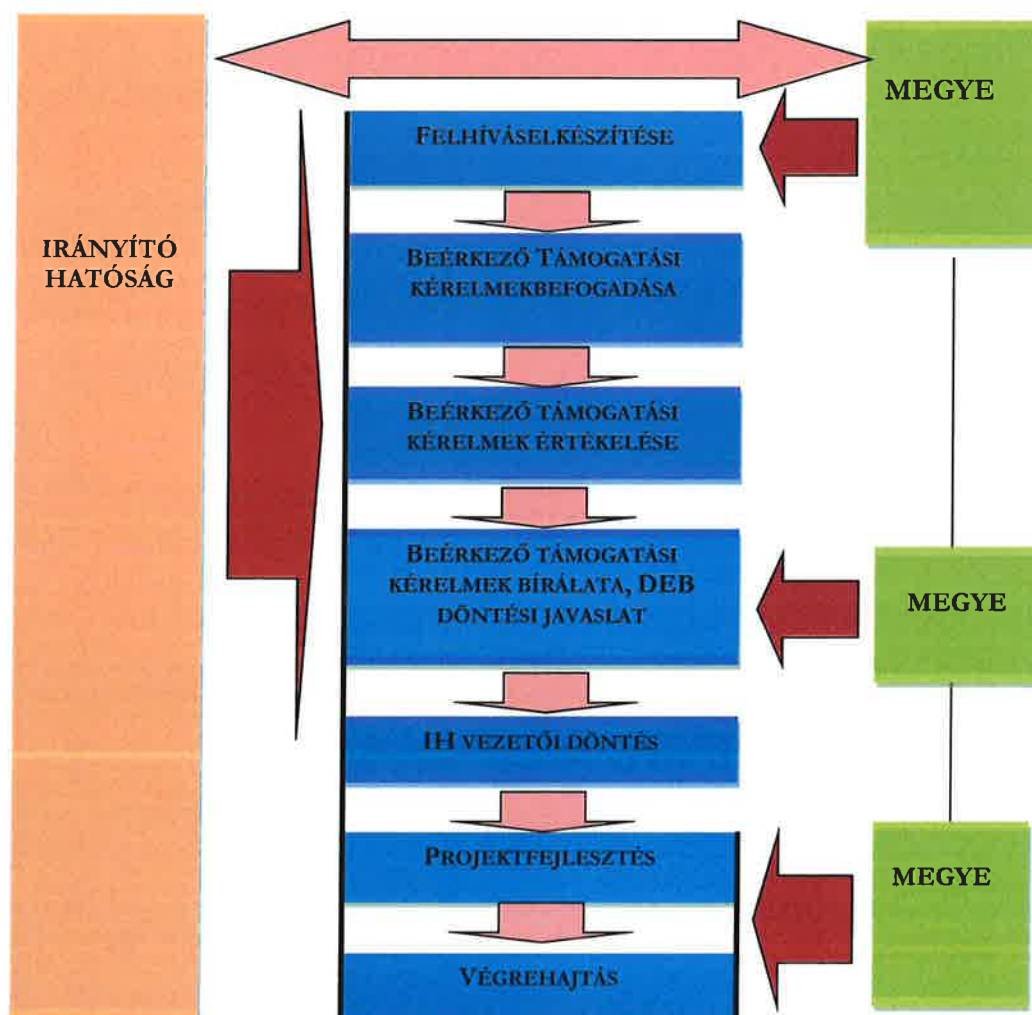 MEGYE
FELHÍVÁSELKÉSZÍTÉSE
IRÁNYÍTÓ
HATÓSÁG
BEÉRKEZŐ TÁMOGATÁSI
KÉRELMEKBEFOGADÁSA
BEÉRKEZŐ TÁMOGATÁSI
KÉRELMEK ÉRTÉKELÉSE
BEÉRKEZŐ TÁMOGATÁSI
KÉRELMEK BÍRÁLATA, DEB
DÖNTÉSI JAVASLAT
MEGYE
IH VEZETŐI DÖNTÉS
PROJEKTFEJLESZTÉS
MEGYE
VÉGREHAJTÁS